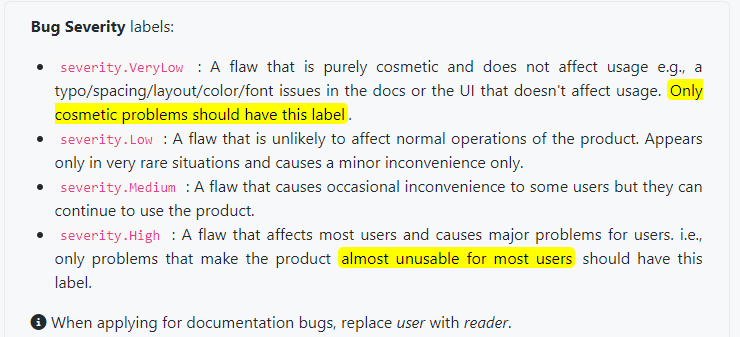 Bug Severity labels:
severity.VeryLow : A flaw that is purely cosmetic and does not affect usage e.g., a
typo/spacing/layout/color/font issues in the docs or the UI that doesn't affect usage. Only
cosmetic problems should have this label.
severity.Low : A flaw that is unlikely to affect normal operations of the product. Appears
only in very rare situations and causes a minor inconvenience only.
severity.Medium : A flaw that causes occasional inconvenience to some users but they can
continue to use the product.
severity.High : A flaw that affects most users and causes major problems for users. i.e.,
only problems that make the product almost unusable for most users should have this
label.
When applying for documentation bugs, replace user with reader.